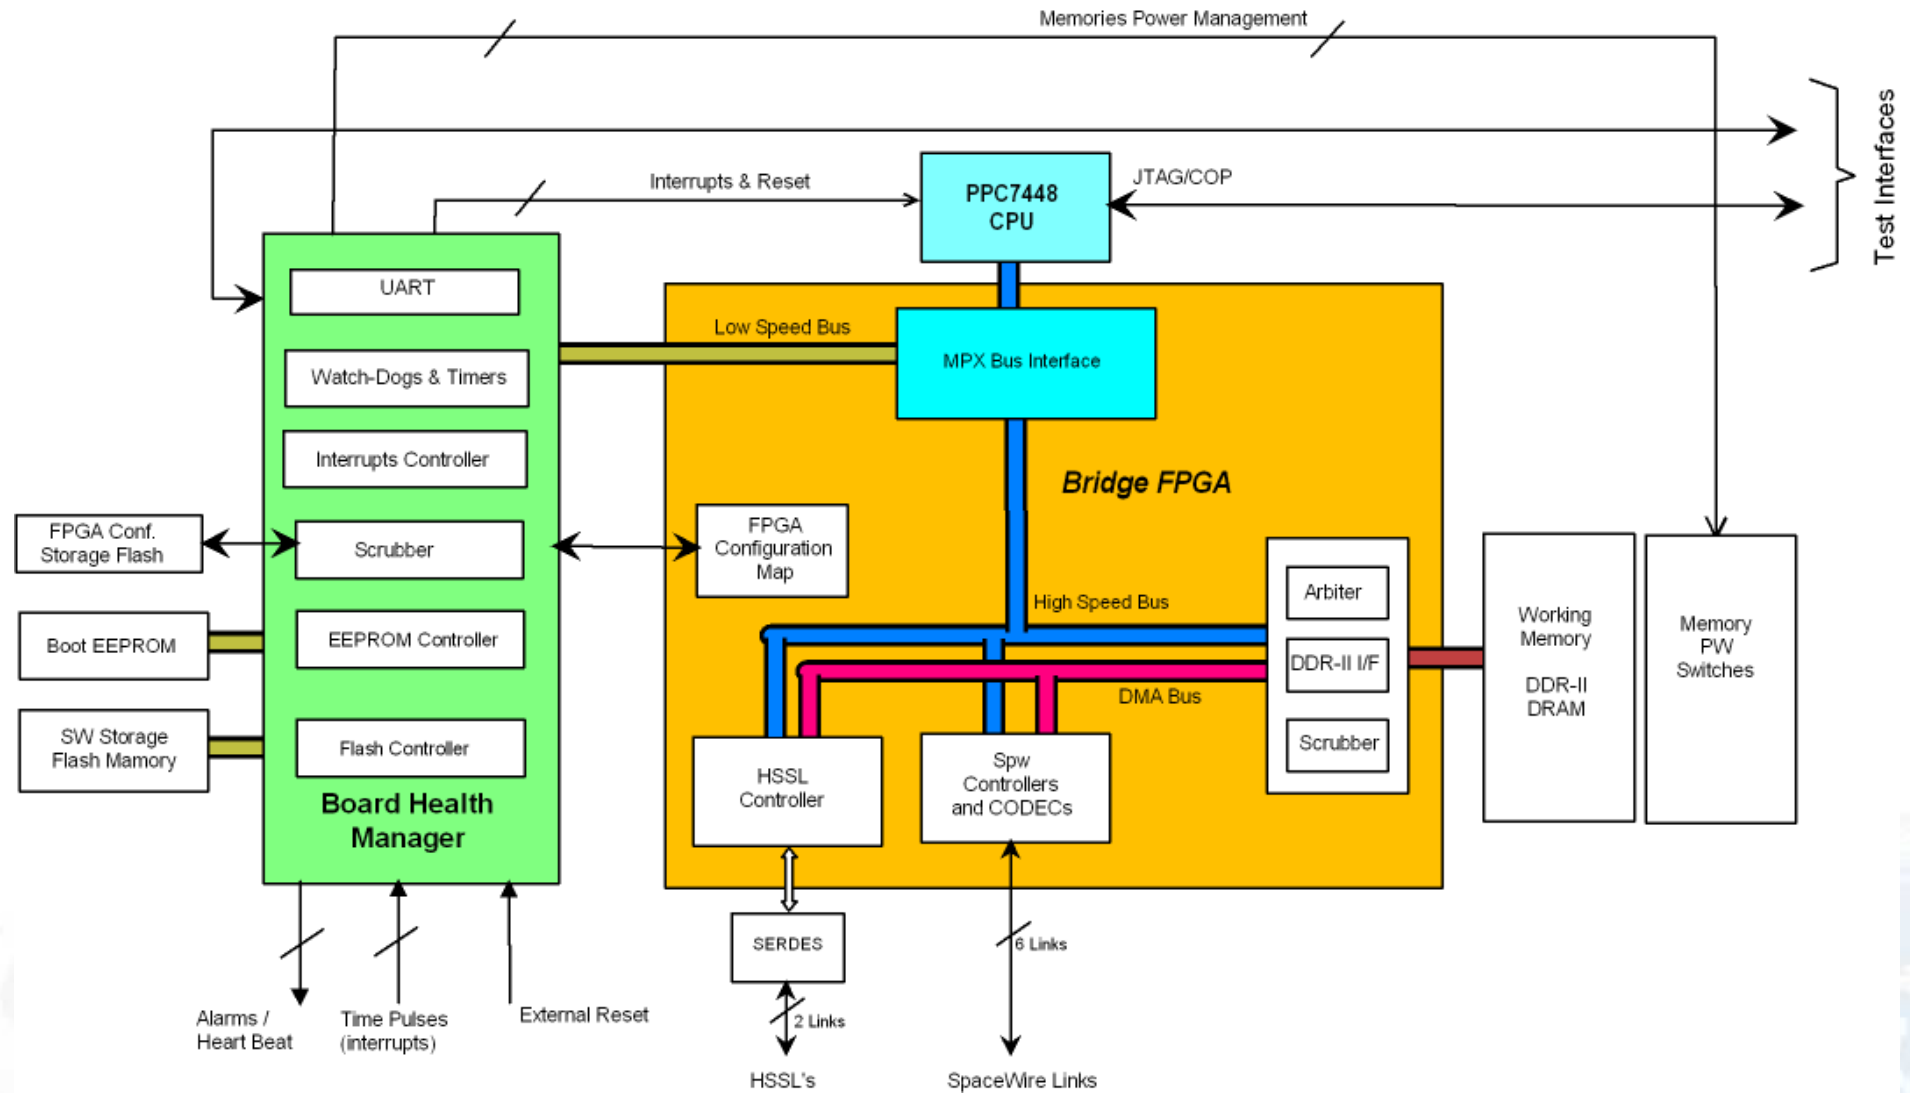 Memories Power Management
Test Interfaces
Interrupts & Reset
PPC7448
CPU
JTAG/COP
UART
Low Speed Bus
MPX Bus Interface
Watch-Dogs & Timers
Interrupts Controller
Bridge FPGA
FPGA Conf.
Storage Flash
Scrubber
FPGA
Configuration
Map
High Speed Bus
Arbiter
Working
Memory
DDR-II
DRAM
Memory
PW
Switches
Boot EEPROM
EEPROM Controller
DDR-II I/F
DMA Bus
SW Storage
Flash Mamory
Flash Controller
Scrubber
HSSL
Controller
Spw
Controllers
and CODECs
Board Health
Manager
SERDES
6 Links
Alarms /
Heart Beat
Time Pulses
(interrupts)
External Reset
2 Links
HSSL's
SpaceWire Links